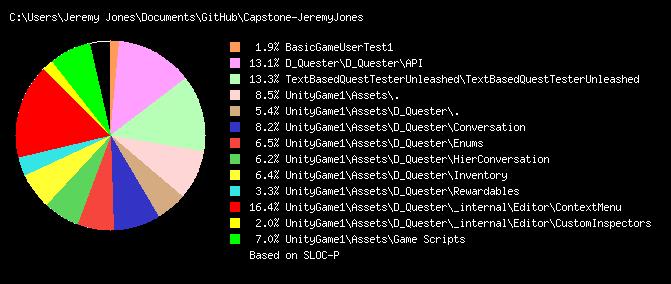 C:\Users\Jeremy Jones\Documents\GitHub\Capstone-JeremyJones
1.9% BasicGameUserTest1
13.1% D_Quester\D_Quester\API
13.3% TextBasedQuestTesterUnleashed\TextBasedQuestTesterUnleashed
8.5% UnityGame1\Assets\.
5.4% UnityGame1\Assets\D_Quester\.
8.2% UnityGame1\Assets\D_Quester\Conversation
6.5% UnityGame1\Assets\D_Quester\Enums
6.2% UnityGame1\Assets\D_Quester\HierConversation
6.4% UnityGame1\Assets\D_Quester\Inventory
3.3% UnityGame1\Assets\D_Quester\Rewardables
16.4% UnityGame1\Assets\D_Quester\_internal\Editor\ContextMenu
2.0% UnityGame1\Assets\D_Quester\_internal\Editor\CustomInspectors
7.0% UnityGame1\Assets\Game Scripts
Based on SLOC-P